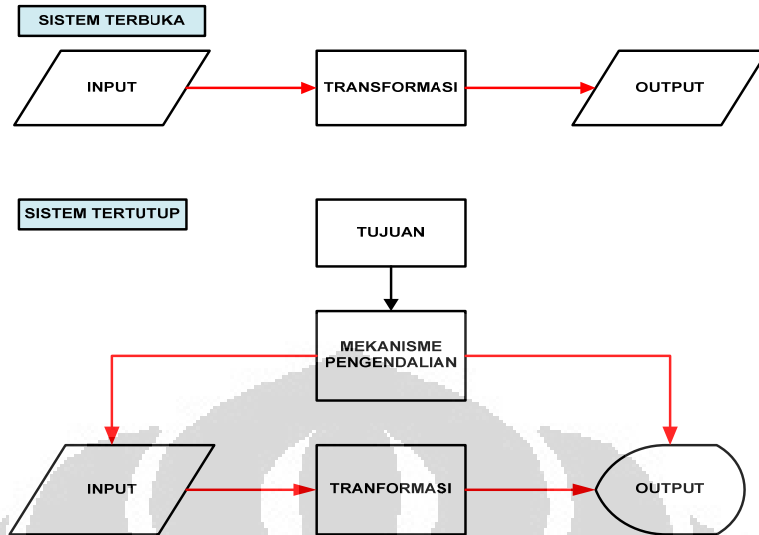 SISTEM TERBUKA
INPUT
TRANSFORMASI
OUTPUT
SISTEM TERTUTUP
TUJUAN
MEKANISME
PENGENDALIAN
INPUT
TRANFORMASI
OUTPUT